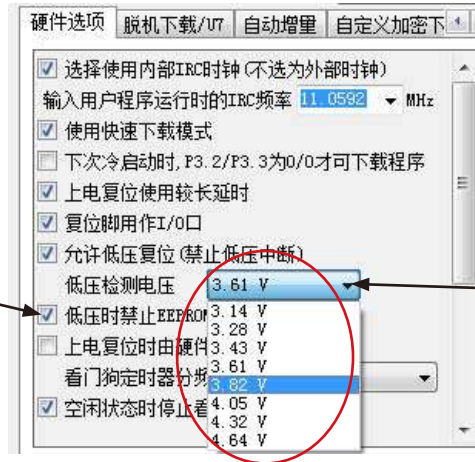 硬件选项 脱机下载/U7 自动增量 自定义加密下
选择使用内部IRC时钟(不选为外部时钟)
输入用户程序运行时的IRC频率 11.0592 MHz
使用快速下载模式
下次冷启动时,P3.2/P3.3为0/0才可下载程序
上电复位使用较长延时
复位脚用作I/O口
允许低压复位(禁止低压中断)
低压检测电压 3.61 V
低压时禁止EEPROM
3.14 V
3.28 V
上电复位时由硬件
3.43 V
3.61 V
看门狗定时器分频
3.82 V
4.05 V
空闲状态时停止看
4.32 V
4.64 V